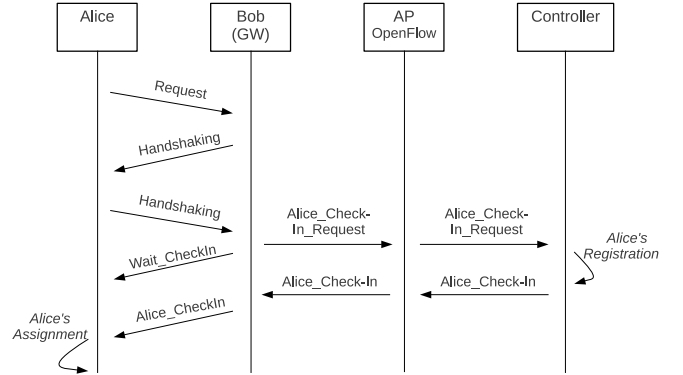 Alice
Bob
(GW)
AP
OpenFlow
Controller
Request
Handshaking
Handshaking
Alice_Check-
In_Request
Alice_Check-
In_Request
Wait_CheckIn
Alice's
Registration
Alice_Check-In
Alice_Check-In
Alice_CheckIn
Alice's
Assignment